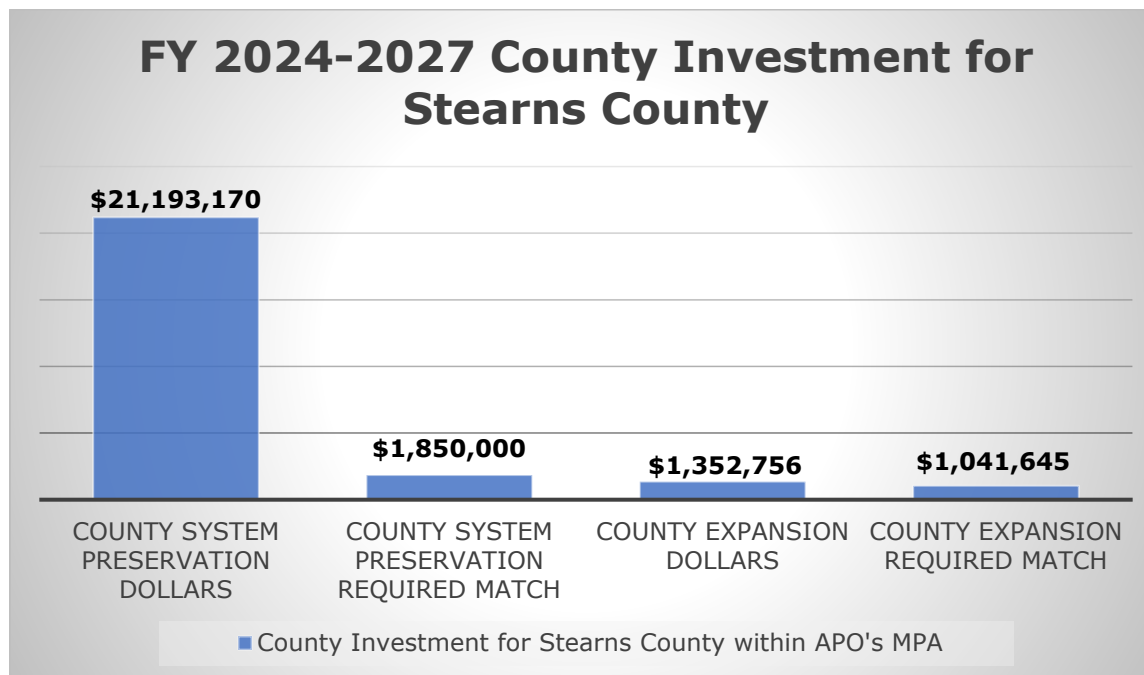 FY 2024-2027 County Investment for
Stearns County
$21,193,170
$1,850,000
$1,352,756
$1,041,645
COUNTY SYSTEM
PRESERVATION
DOLLARS
COUNTY SYSTEM
PRESERVATION
REQUIRED MATCH
COUNTY EXPANSION
DOLLARS
COUNTY EXPANSION
REQUIRED MATCH
County Investment for Stearns County within APO's MPA